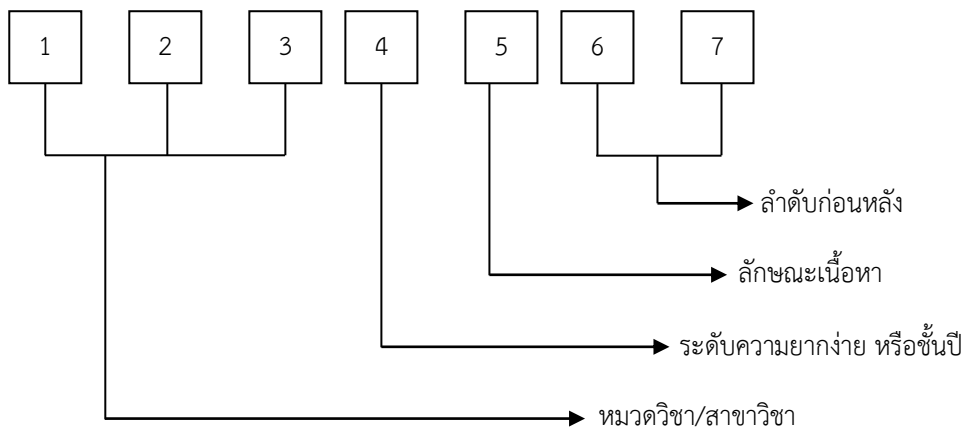 1 2 3 4 5 6 7
ลำดับก่อนหลัง
ลักษณะเนื้อหา
ระดับความยากง่าย หรือชั้นปี
หมวดวิชา/สาขาวิชา